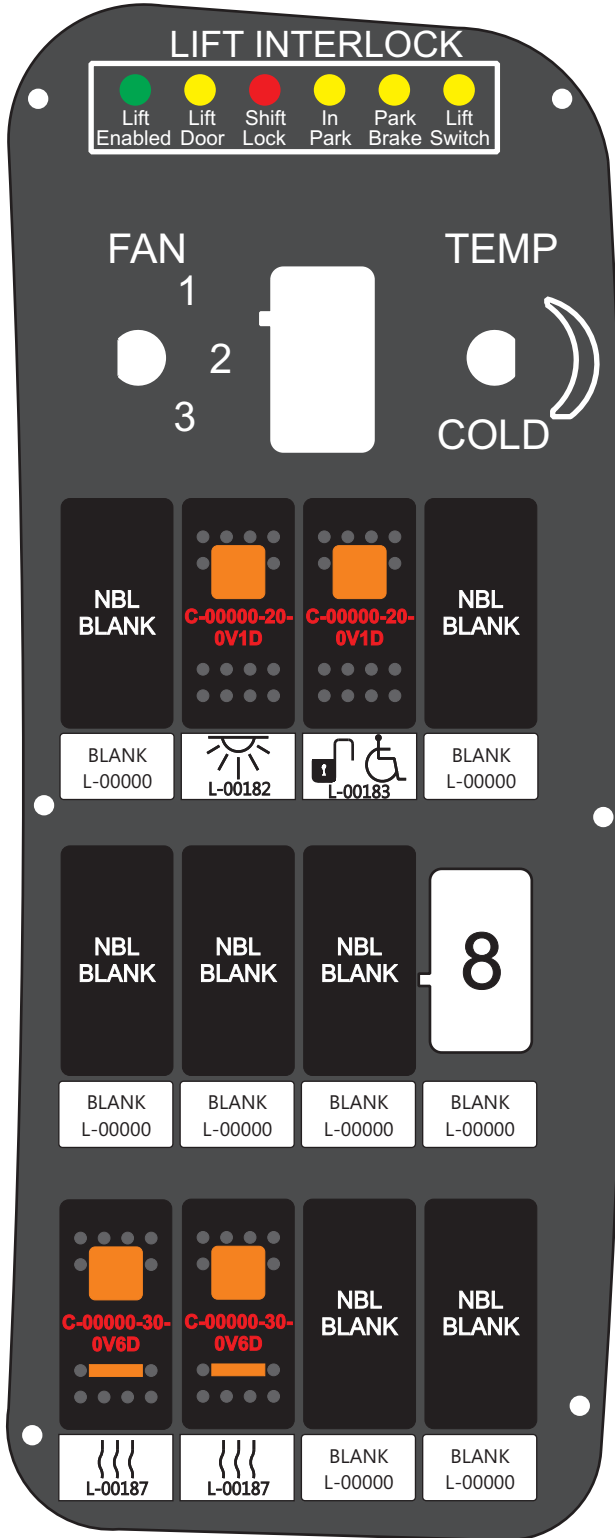 LIFT INTERLOCK
Lift Enabled
Lift Door
Shift Lock
In Park
Park Brake
Lift Switch
FAN
1
2
3
TEMP
COLD
NBL
BLANK
C-00000-20-
0V1D
C-00000-20-
0V1D
NBL
BLANK
BLANK
L-00000
L-00182
L-00183
BLANK
L-00000
NBL
BLANK
NBL
BLANK
NBL
BLANK
8
BLANK
L-00000
BLANK
L-00000
BLANK
L-00000
BLANK
L-00000
C-00000-30-
0V6D
C-00000-30-
0V6D
NBL
BLANK
NBL
BLANK
L-00187
L-00187
BLANK
L-00000
BLANK
L-00000